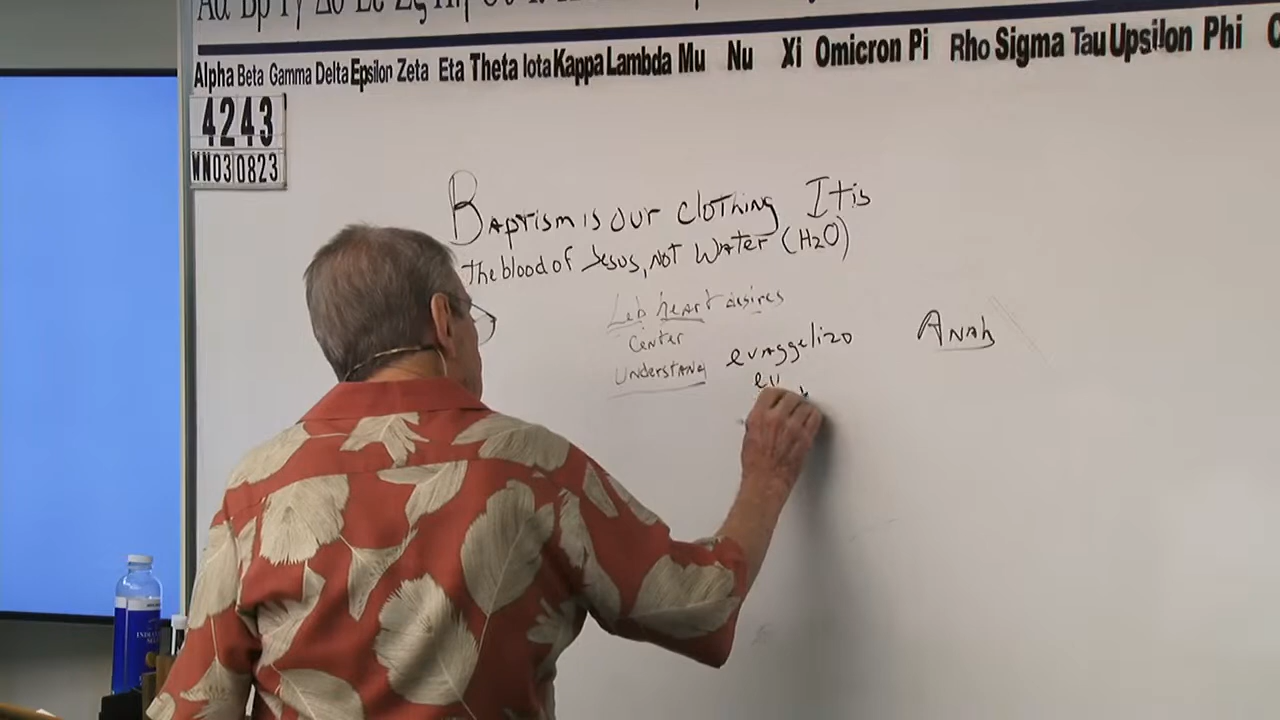 Alpha Beta Gamma Delta Epsilon Zeta Eta Theta Iota Kappa Lambda Mu Nu Xi Omicron Pi Rho Sigma Tau Upsilon Phi
4243
WN030823
Baptism is our clothing It is
the blood of Jesus, not Water (H2O)
Leb heart desires
Center
Understand
evaggelizo
eu
Anah